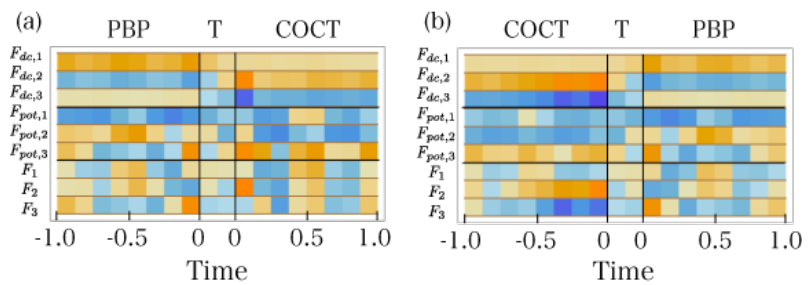 (a) PBP T COCT
F_{dc,1}
F_{dc,2}
F_{dc,3}
F_{pot,1}
F_{pot,2}
F_{pot,3}
F_1
F_2
F_3
-1.0 -0.5 0 0 0.5 1.0
Time
(b) COCT T PBP
F_{dc,1}
F_{dc,2}
F_{dc,3}
F_{pot,1}
F_{pot,2}
F_{pot,3}
F_1
F_2
F_3
-1.0 -0.5 0 0 0.5 1.0
Time